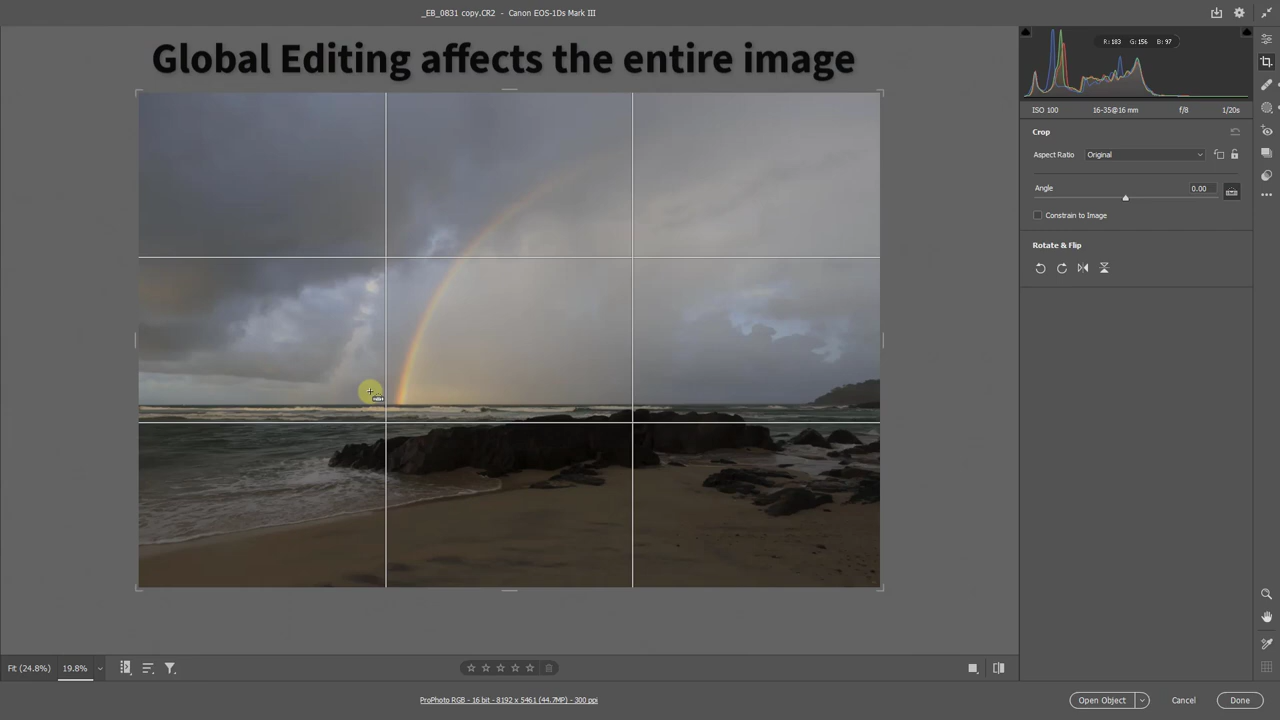 _EB_0831 copy.CR2 - Canon EOS-1Ds Mark III
Global Editing affects the entire image
R: 183 G: 156 B: 97
ISO 100 16-35@16 mm f/8 1/20s
Crop
Aspect Ratio Original
Angle 0.00
Constrain to Image
Rotate & Flip
Fit (24.8%) 19.8%
ProPhoto RGB - 16 bit - 8192 x 5461 (44.7MP) - 300 ppi
Open Object Cancel Done